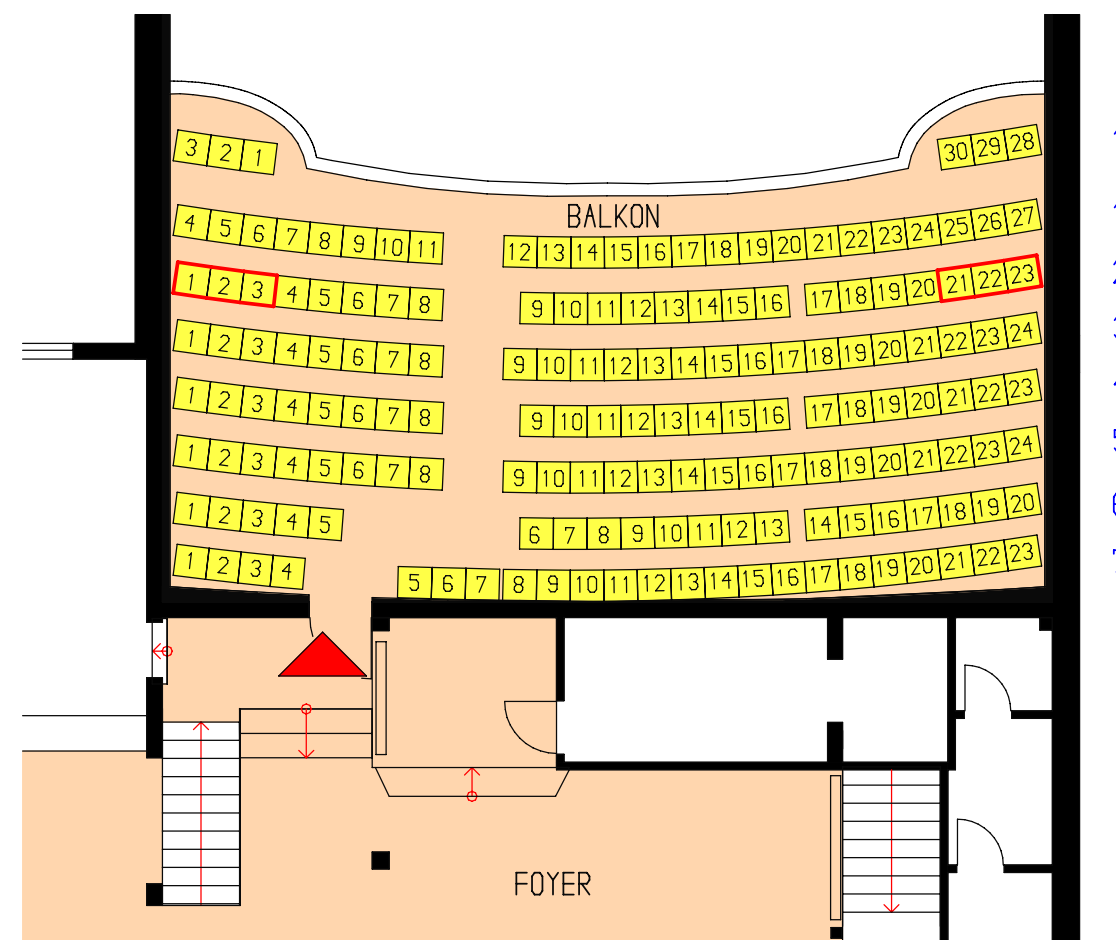 3 2 1 30 29 28
BALKON
4 5 6 7 8 9 10 11 12 13 14 15 16 17 18 19 20 21 22 23 24 25 26 27
1 2 3 4 5 6 7 8 9 10 11 12 13 14 15 16 17 18 19 20 21 22 23
1 2 3 4 5 6 7 8 9 10 11 12 13 14 15 16 17 18 19 20 21 22 23 24
1 2 3 4 5 6 7 8 9 10 11 12 13 14 15 16 17 18 19 20 21 22 23
1 2 3 4 5 6 7 8 9 10 11 12 13 14 15 16 17 18 19 20 21 22 23 24
1 2 3 4 5 6 7 8 9 10 11 12 13 14 15 16 17 18 19 20
1 2 3 4 5 6 7 8 9 10 11 12 13 14 15 16 17 18 19 20 21 22 23
FOYER